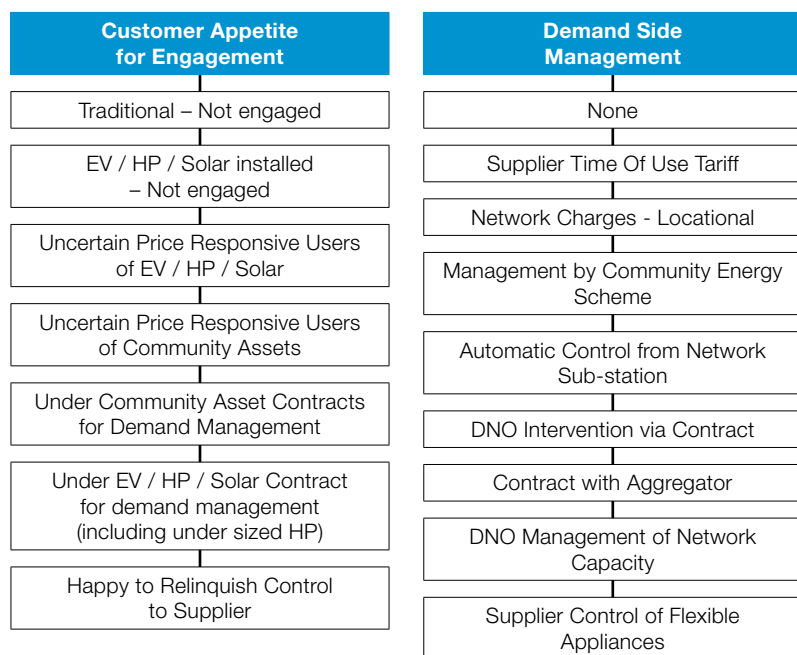 Customer Appetite
for Engagement
Traditional – Not engaged
EV / HP / Solar installed
– Not engaged
Uncertain Price Responsive Users
of EV / HP / Solar
Uncertain Price Responsive Users
of Community Assets
Under Community Asset Contracts
for Demand Management
Under EV / HP / Solar Contract
for demand management
(including under sized HP)
Happy to Relinquish Control
to Supplier
Demand Side
Management
None
Supplier Time Of Use Tariff
Network Charges - Locational
Management by Community Energy
Scheme
Automatic Control from Network
Sub-station
DNO Intervention via Contract
Contract with Aggregator
DNO Management of Network
Capacity
Supplier Control of Flexible
Appliances